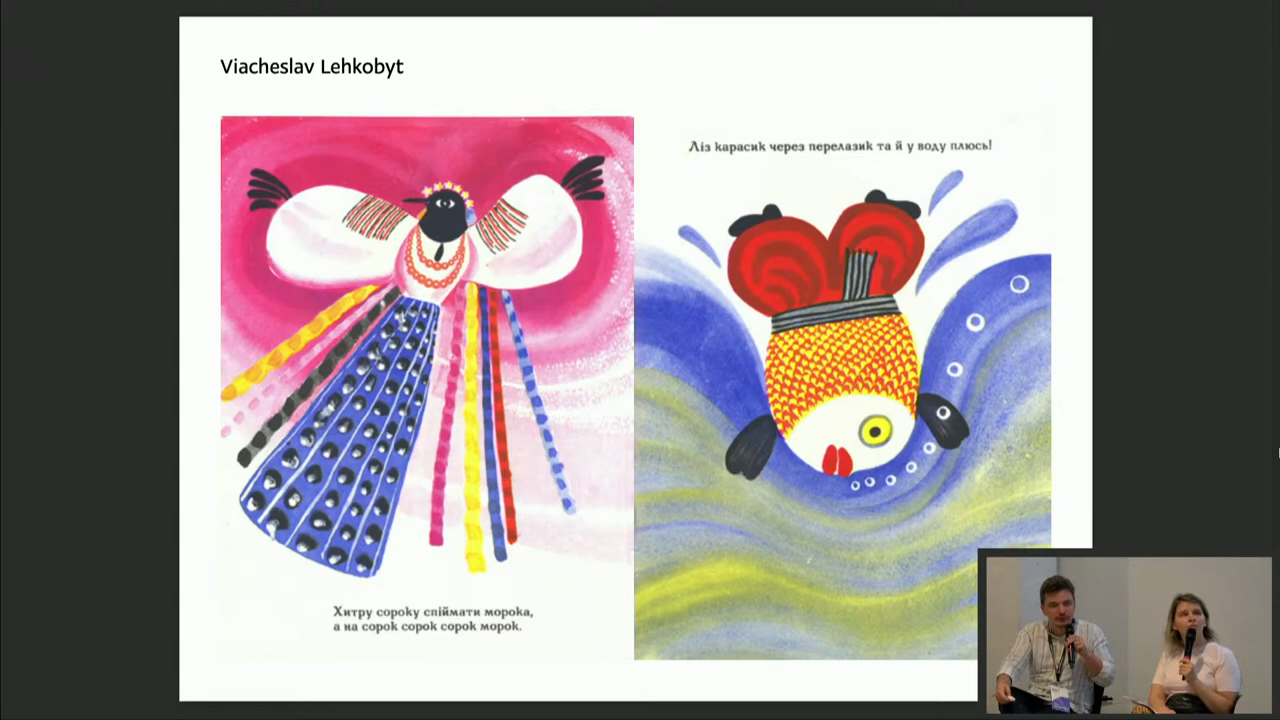 Viacheslav Lehkobyt
Ліз карасик через перелазик та й у воду плюсь!
Хитру сороку спіймати морока,
а на сорок сорок сорок морок.